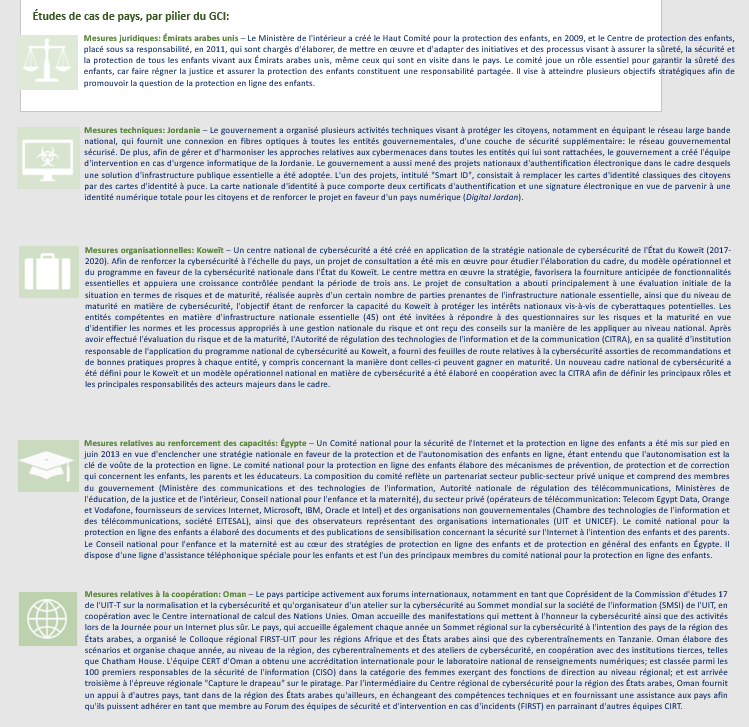 Études de cas de pays, par pilier du GCI:
Mesures juridiques: Émirats arabes unis – Le Ministère de l'intérieur a créé le Haut Comité pour la protection des enfants, en 2009, et le Centre de protection des enfants,
placé sous sa responsabilité, en 2011, qui sont chargés d'élaborer, de mettre en œuvre et d'adapter des initiatives et des processus visant à assurer la sûreté, la sécurité et
la protection de tous les enfants vivant aux Émirats arabes unis, même ceux qui sont en visite dans le pays. Le comité joue un rôle essentiel pour garantir la sûreté des
enfants, car faire régner la justice et assurer la protection des enfants constituent une responsabilité partagée. Il vise à atteindre plusieurs objectifs stratégiques afin de
promouvoir la question de la protection en ligne des enfants.
Mesures techniques: Jordanie – Le gouvernement a organisé plusieurs activités techniques visant à protéger les citoyens, notamment en équipant le réseau large bande
national, qui fournit une connexion en fibres optiques à toutes les entités gouvernementales, d'une couche de sécurité supplémentaire: le réseau gouvernemental
sécurisé. De plus, afin de gérer et d'harmoniser les approches relatives aux cybermenaces dans toutes les entités qui lui sont rattachées, le gouvernement a créé l'équipe
d'intervention en cas d'urgence informatique de la Jordanie. Le gouvernement a aussi mené des projets nationaux d'authentification électronique dans le cadre desquels
une solution d'infrastructure publique essentielle a été adoptée. L'un des projets, intitulé "Smart ID", consistait à remplacer les cartes d'identité classiques des citoyens
par des cartes d'identité à puce. La carte nationale d'identité à puce comporte deux certificats d'authentification et une signature électronique en vue de parvenir à une
identité numérique totale pour les citoyens et de renforcer le projet en faveur d'un pays numérique (Digital Jordan).
Mesures organisationnelles: Koweït – Un centre national de cybersécurité a été créé en application de la stratégie nationale de cybersécurité de l'État du Koweït (2017-
2020). Afin de renforcer la cybersécurité à l'échelle du pays, un projet de consultation a été mis en œuvre pour étudier l'élaboration du cadre, du modèle opérationnel et
du programme en faveur de la cybersécurité nationale dans l'État du Koweït. Le centre mettra en œuvre la stratégie, favorisera la fourniture anticipée de fonctionnalités
essentielles et appuiera une croissance contrôlée pendant la période de trois ans. Le projet de consultation a abouti principalement à une évaluation initiale de la
situation en termes de risques et de maturité, réalisée auprès d'un certain nombre de parties prenantes de l'infrastructure nationale essentielle, ainsi que du niveau de
maturité en matière de cybersécurité, l'objectif étant de renforcer la capacité du Koweït à protéger les intérêts nationaux vis-à-vis de cyberattaques potentielles. Les
entités compétentes en matière d'infrastructure nationale essentielle (45) ont été invitées à répondre à des questionnaires sur les risques et la maturité en vue
d'identifier les normes et les processus appropriés à une gestion nationale du risque et ont reçu des conseils sur la manière de les appliquer au niveau national. Après
avoir effectué l'évaluation du risque et de la maturité, l'Autorité de régulation des technologies de l'information et de la communication (CITRA), en sa qualité d'institution
responsable de l'application du programme national de cybersécurité au Koweït, a fourni des feuilles de route relatives à la cybersécurité assorties de recommandations et
de bonnes pratiques propres à chaque entité, y compris concernant la manière dont celles-ci peuvent gagner en maturité. Un nouveau cadre national de cybersécurité a
été défini pour le Koweït et un modèle opérationnel national en matière de cybersécurité a été élaboré en coopération avec la CITRA afin de définir les principaux rôles et
les principales responsabilités des acteurs majeurs dans le cadre.
Mesures relatives au renforcement des capacités: Égypte – Un Comité national pour la sécurité de l'Internet et la protection en ligne des enfants a été mis sur pied en
juin 2013 en vue d'enclencher une stratégie nationale en faveur de la protection et de l'autonomisation des enfants en ligne, étant entendu que l'autonomisation est la
clé de voûte de la protection en ligne. Le comité national pour la protection en ligne des enfants élabore des mécanismes de prévention, de protection et de correction
qui concernent les enfants, les parents et les éducateurs. La composition du comité reflète un partenariat secteur public-secteur privé unique et comprend des membres
du gouvernement (Ministère des communications et des technologies de l'information, Autorité nationale de régulation des télécommunications, Ministères de
l'éducation, de la justice et de l'intérieur, Conseil national pour l'enfance et la maternité), du secteur privé (opérateurs de télécommunication: Telecom Egypt Data, Orange
et Vodafone, fournisseurs de services Internet, Microsoft, IBM, Oracle et Intel) et des organisations non gouvernementales (Chambre des technologies de l'information et
des télécommunications, société EITESAL), ainsi que des observateurs représentant des organisations internationales (UIT et UNICEF). Le comité national pour la
protection en ligne des enfants a élaboré des documents et des publications de sensibilisation concernant la sécurité sur l'Internet à l'intention des enfants et des parents.
Le Conseil national pour l'enfance et la maternité est au cœur des stratégies de protection en ligne des enfants et de protection en général des enfants en Égypte. Il
dispose d'une ligne d'assistance téléphonique spéciale pour les enfants et est l'un des principaux membres du comité national pour la protection en ligne des enfants.
Mesures relatives à la coopération: Oman – Le pays participe activement aux forums internationaux, notamment en tant que Coprésident de la Commission d'études 17
de l'UIT-T sur la normalisation et la cybersécurité et qu'organisateur d'un atelier sur la cybersécurité au Sommet mondial sur la société de l'information (SMSI) de l'UIT, en
coopération avec le Centre international de calcul des Nations Unies. Oman accueille des manifestations qui mettent à l'honneur la cybersécurité ainsi que des activités
lors de la Journée pour un Internet plus sûr. Le pays, qui accueille également chaque année un Sommet régional sur la cybersécurité à l'intention des pays de la région des
États arabes, a organisé le Colloque régional FIRST-UIT pour les régions Afrique et des États arabes ainsi que des cyberentraînements en Tanzanie. Oman élabore des
scénarios et organise chaque année, au niveau de la région, des cyberentraînements et des ateliers de cybersécurité, en coopération avec des institutions tierces, telles
que Chatham House. L'équipe CERT d'Oman a obtenu une accréditation internationale pour le laboratoire national de renseignements numériques; est classée parmi les
100 premiers responsables de la sécurité de l'information (CISO) dans la catégorie des femmes exerçant des fonctions de direction au niveau régional; et est arrivée
troisième à l'épreuve régionale "Capture le drapeau" sur le piratage. Par l'intermédiaire du Centre régional de cybersécurité pour la région des États arabes, Oman fournit
un appui à d'autres pays, tant dans la région des États arabes qu'ailleurs, en échangeant des compétences techniques et en fournissant une assistance aux pays afin
qu'ils puissent adhérer en tant que membre au Forum des équipes de sécurité et d'intervention en cas d'incidents (FIRST) en parrainant d'autres équipes CIRT.